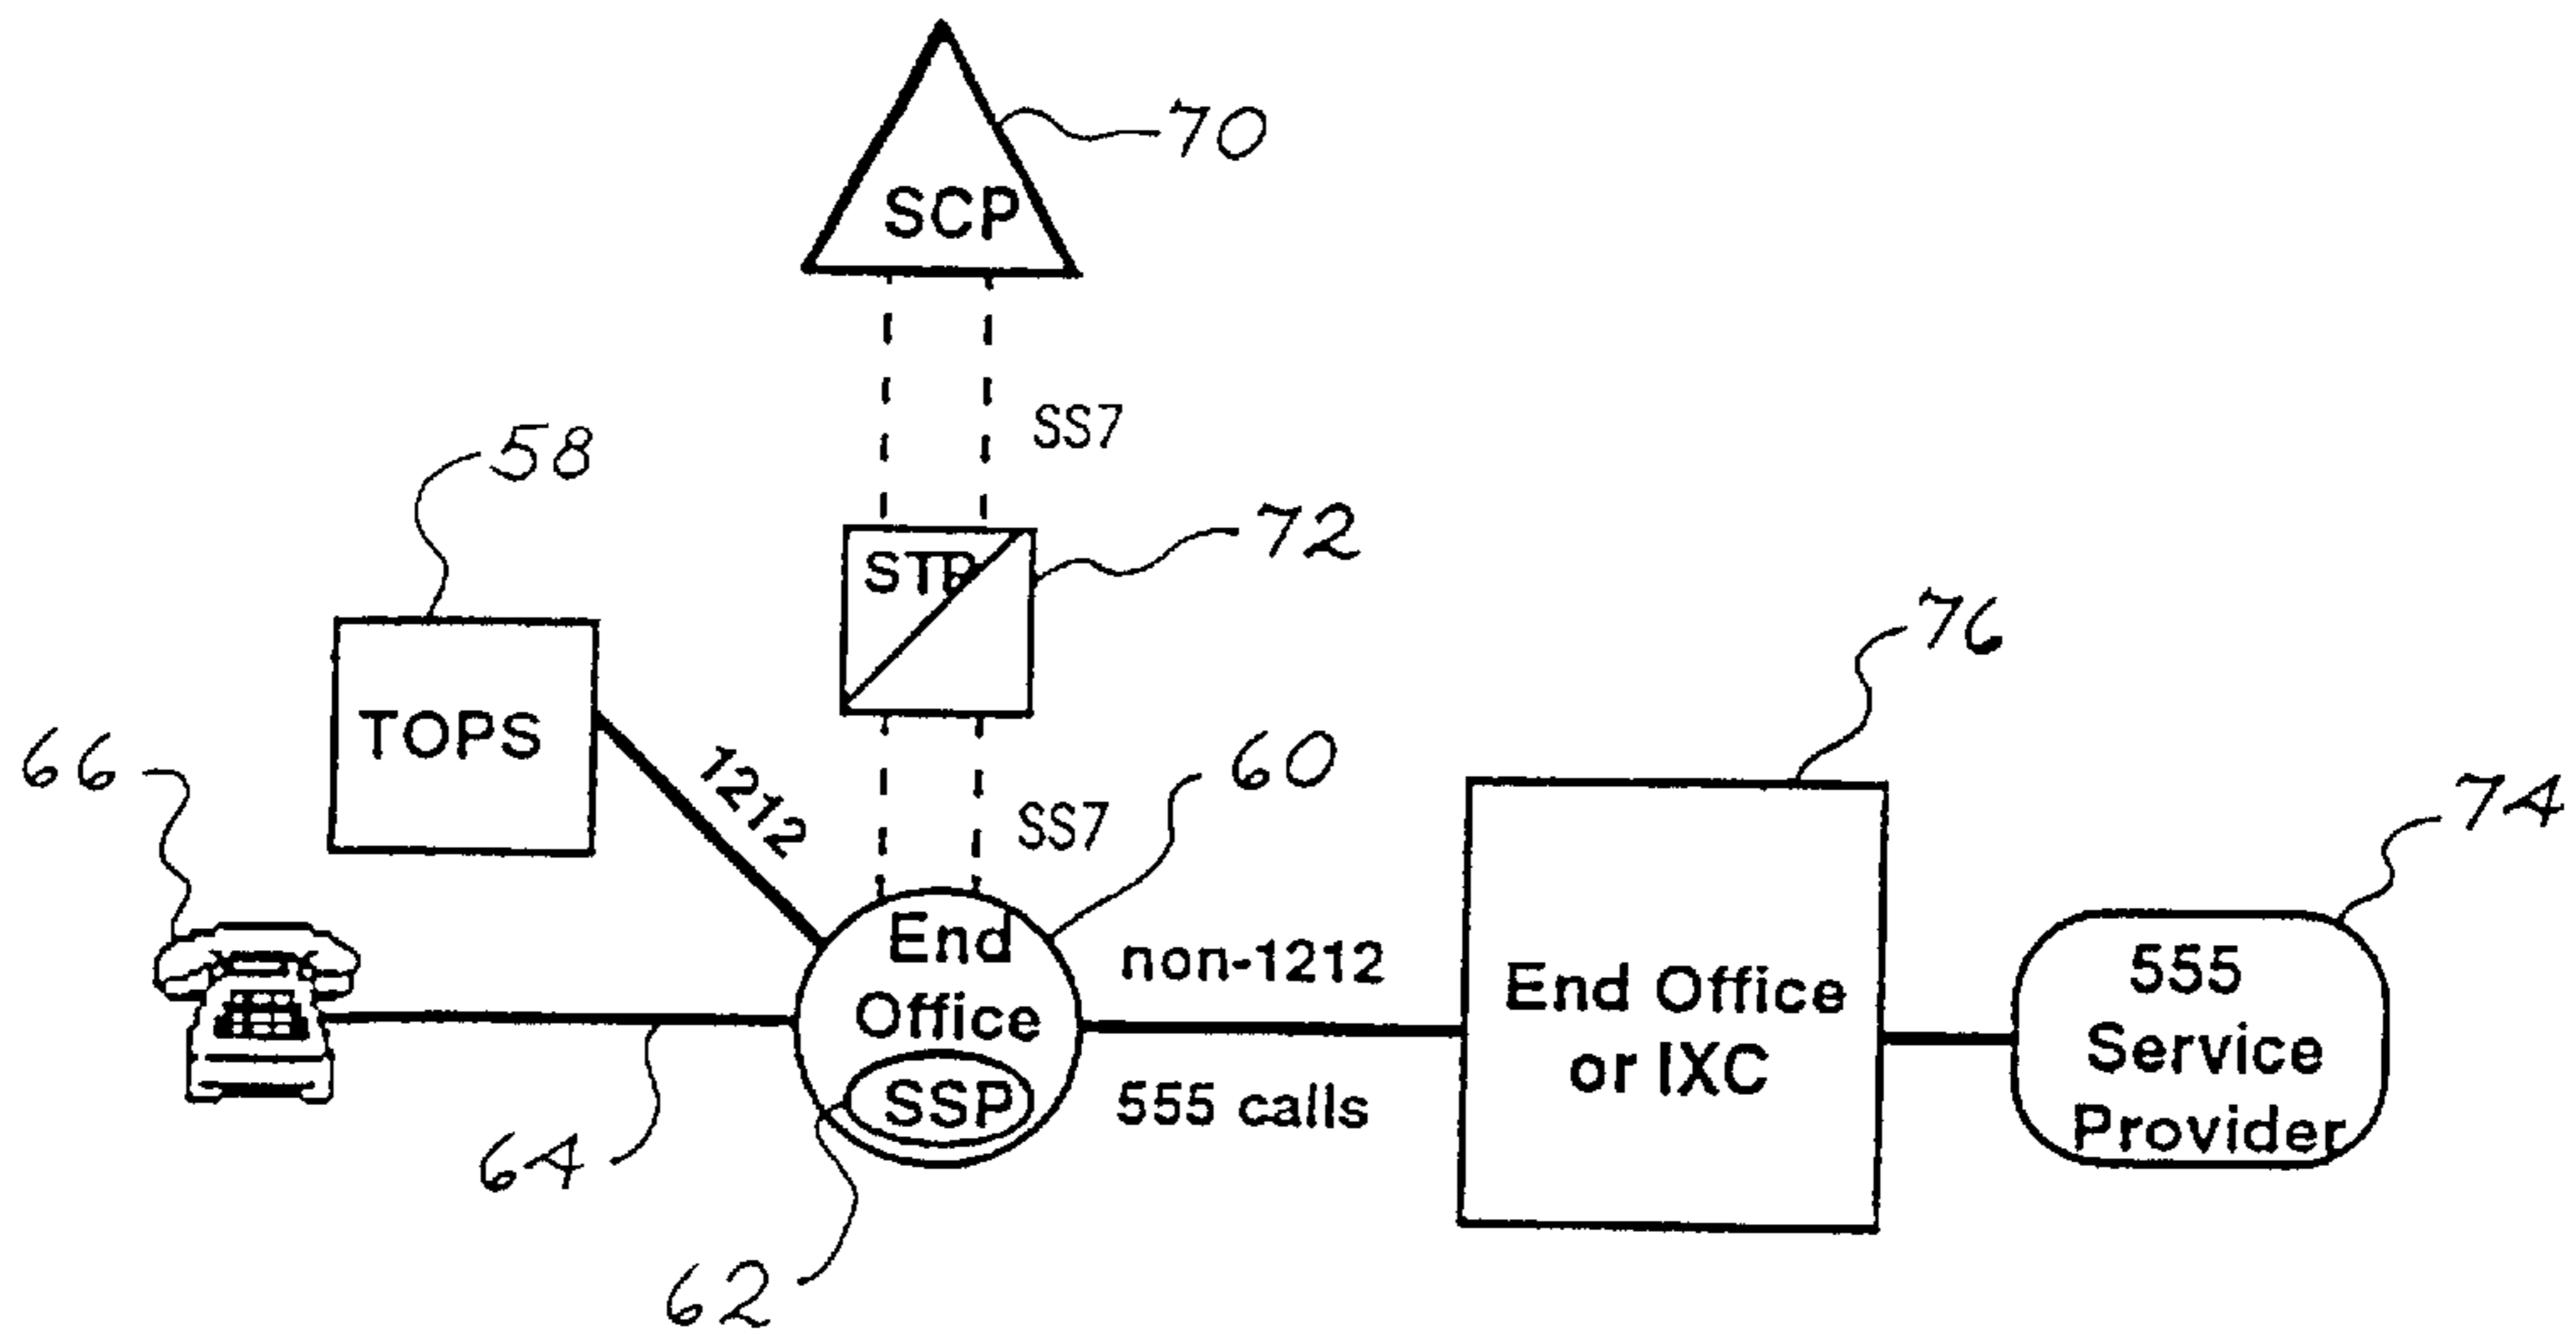 70
SCP
SS7
58
STP
72
76
TOPS
1212
66
60
SS7
74
End
Office
SSP
non-1212
555 calls
End Office
or IXC
555
Service
Provider
64
62